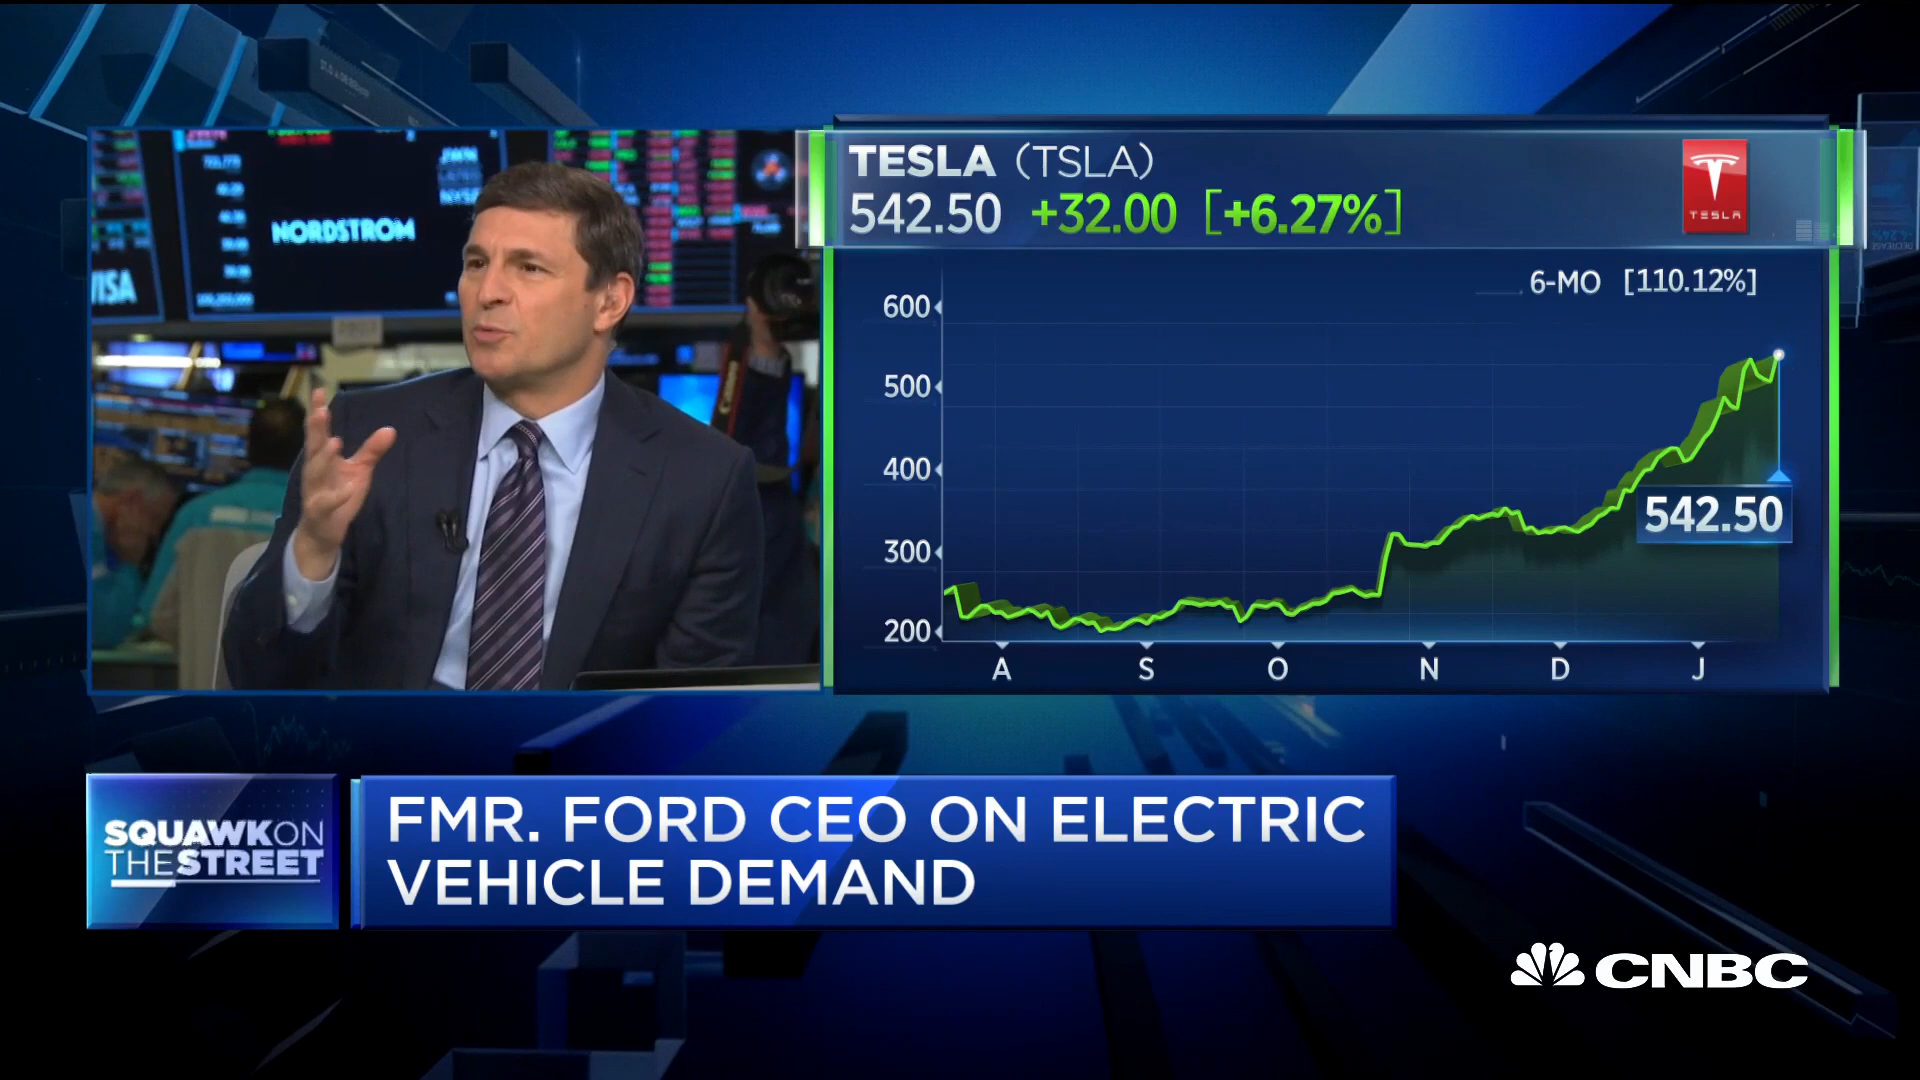 NORDSTROM
VISA
TESLA (TSLA)
542.50 +32.00 [+6.27%]
TESLA
6-MO [110.12%]
600
500
400
300
200
542.50
A S O N D J
SQUAWK ON
THE STREET
FMR. FORD CEO ON ELECTRIC
VEHICLE DEMAND
CNBC